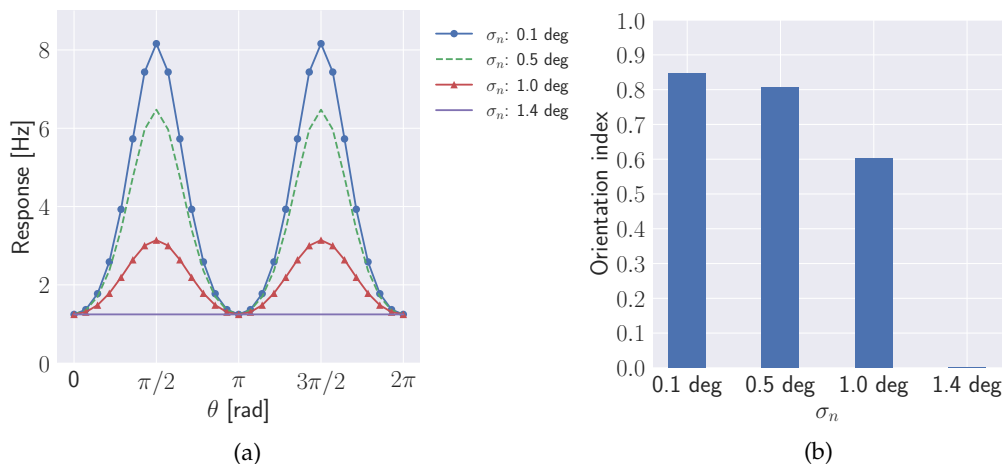 8
6
4
2
0
Response [Hz]
0
π/2
π
3π/2
2π
θ [rad]
σₙ: 0.1 deg
σₙ: 0.5 deg
σₙ: 1.0 deg
σₙ: 1.4 deg
(a)
1.0
0.9
0.8
0.7
0.6
0.5
0.4
0.3
0.2
0.1
0.0
Orientation index
0.1 deg
0.5 deg
1.0 deg
1.4 deg
σₙ
(b)